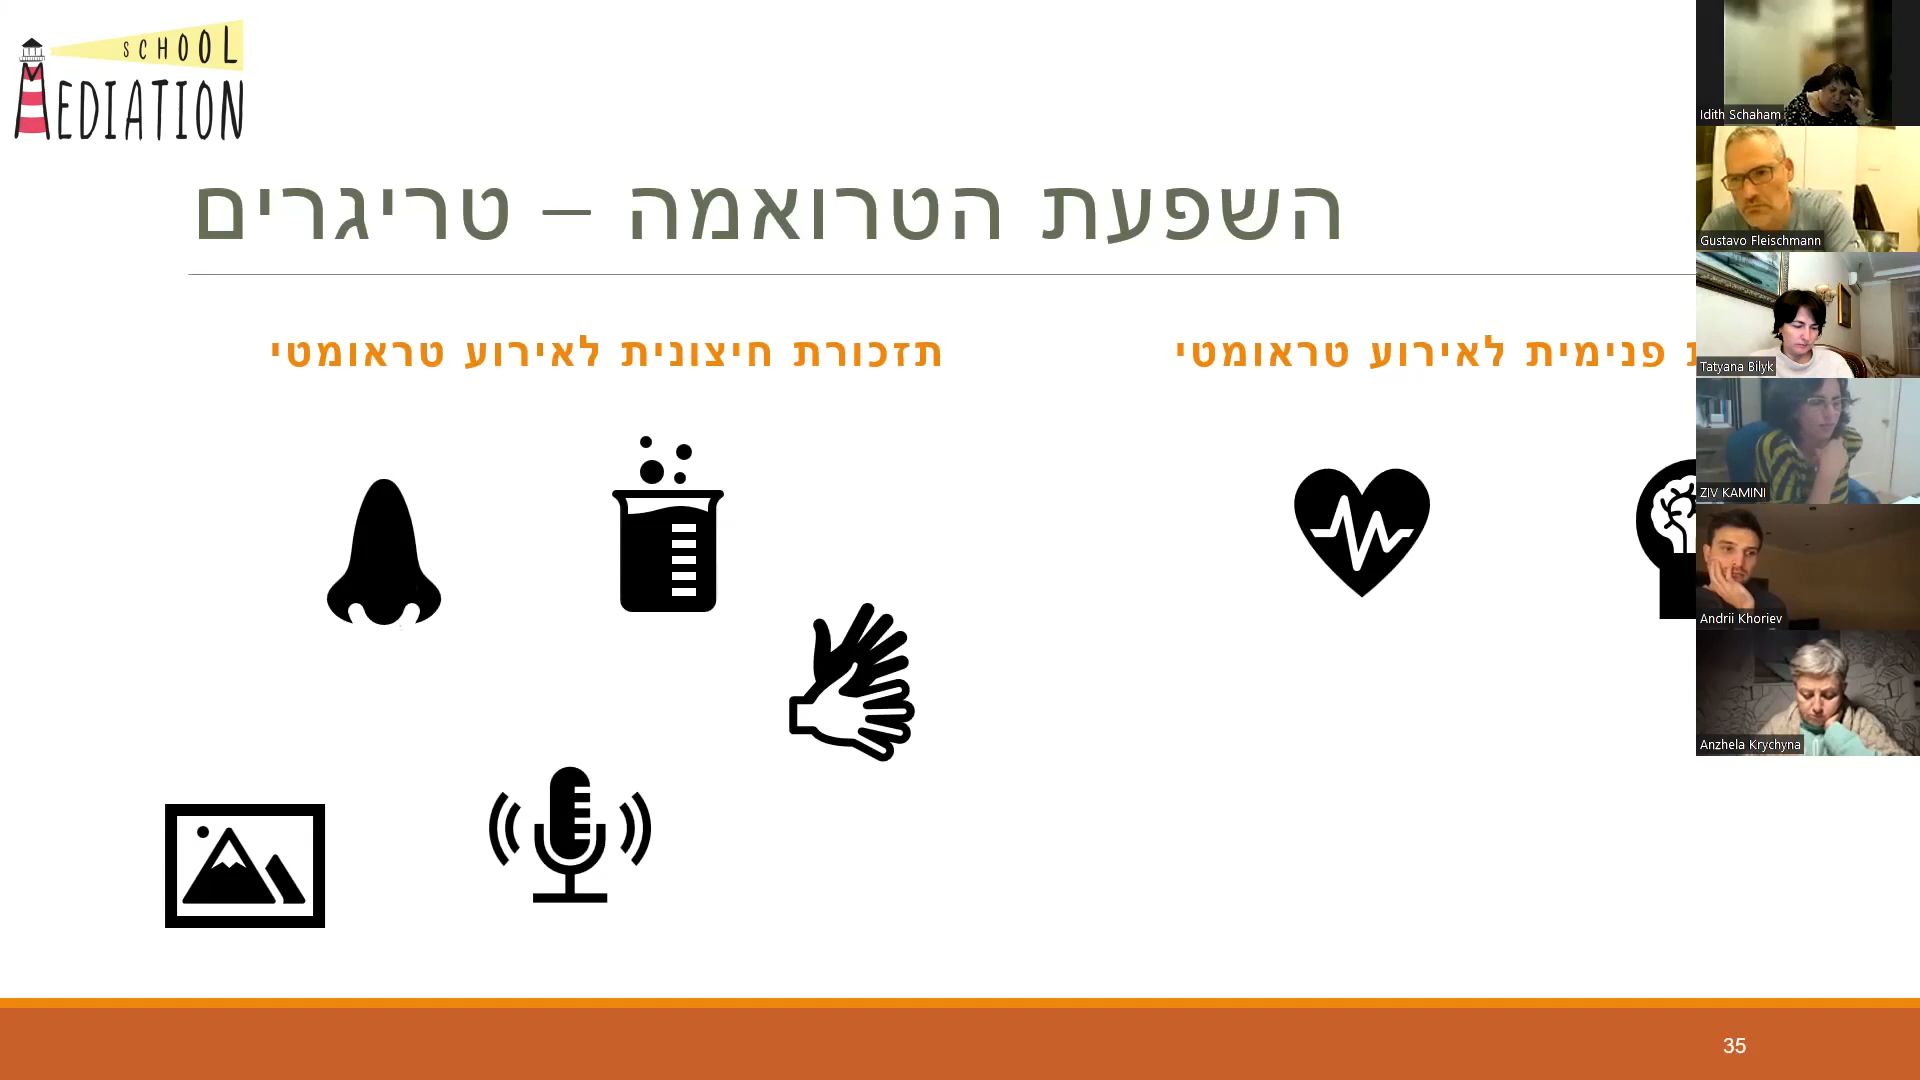 SCHOOL
MEDIATION
השפעת הטרואמה – טריגרים
פנימית לאירוע טראומטי
תזכורת חיצונית לאירוע טראומטי
Idith Schaham
Gustavo Fleischmann
Tatyana Bilyk
ZIV KAMINI
Andrii Khoriev
Anzhela Krychyna
35